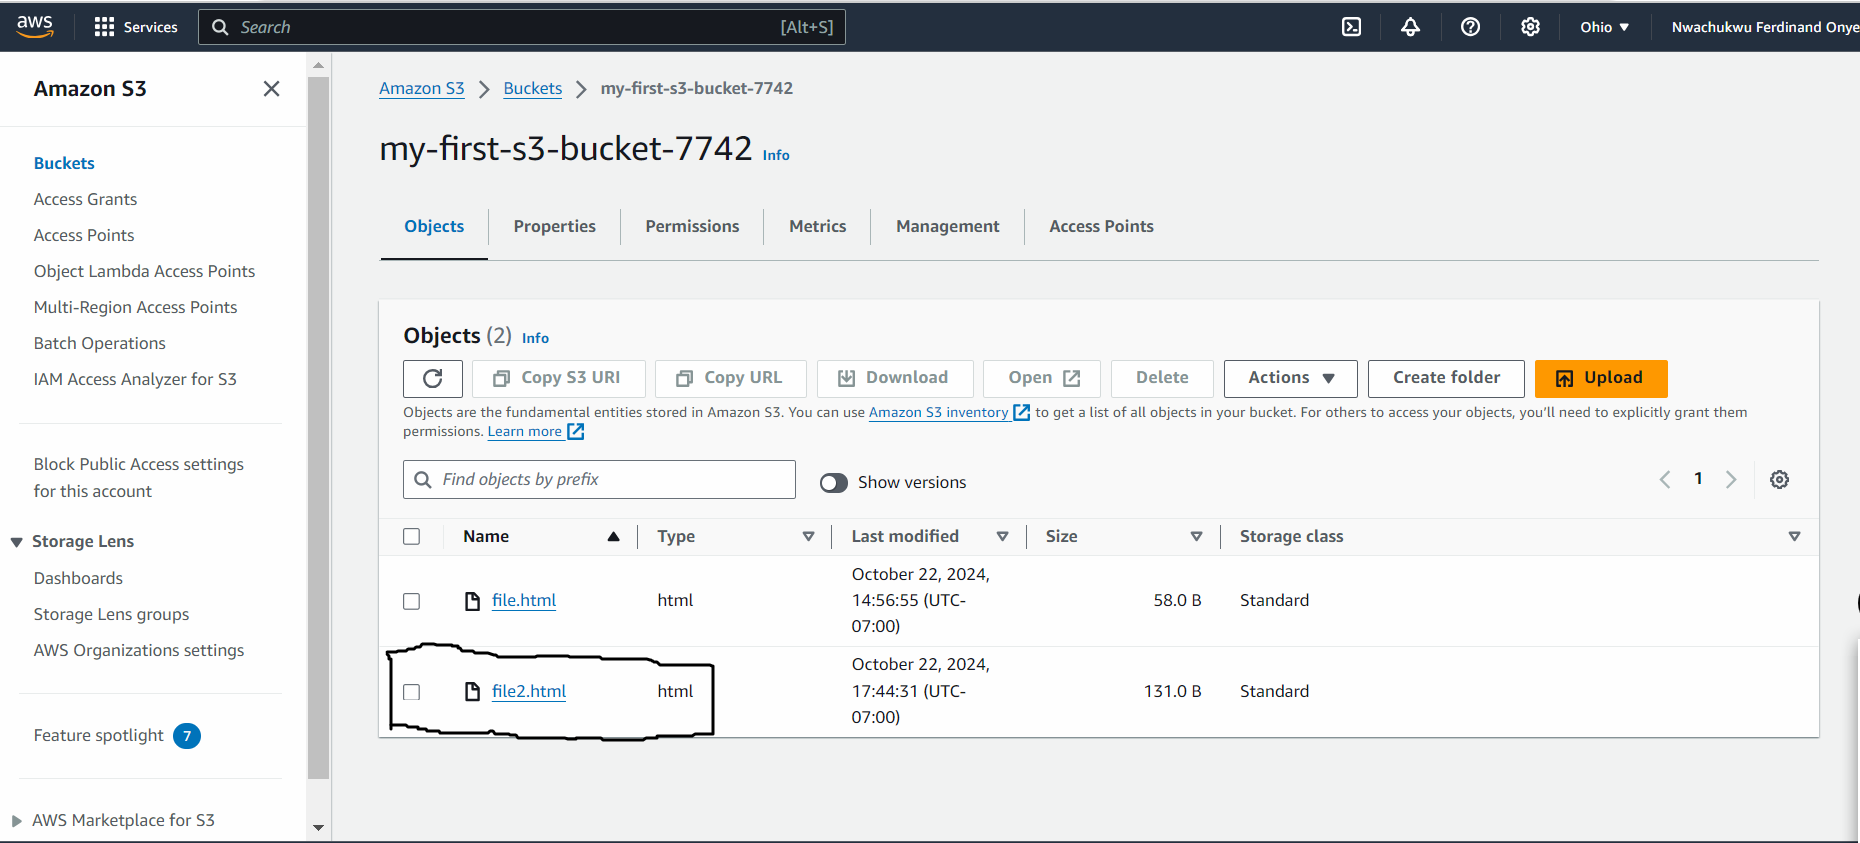 aws
Services
Search
[Alt+S]
Ohio
Nwachukwu Ferdinand Onye
Amazon S3
Buckets
Access Grants
Access Points
Object Lambda Access Points
Multi-Region Access Points
Batch Operations
IAM Access Analyzer for S3
Block Public Access settings
for this account
Storage Lens
Dashboards
Storage Lens groups
AWS Organizations settings
Feature spotlight 7
AWS Marketplace for S3
Amazon S3 > Buckets > my-first-s3-bucket-7742
my-first-s3-bucket-7742 Info
Objects
Properties
Permissions
Metrics
Management
Access Points
Objects (2) Info
Copy S3 URI
Copy URL
Download
Open
Delete
Actions
Create folder
Upload
Objects are the fundamental entities stored in Amazon S3. You can use Amazon S3 inventory to get a list of all objects in your bucket. For others to access your objects, you'll need to explicitly grant them
permissions. Learn more
Find objects by prefix
Show versions
1
Name
Type
Last modified
Size
Storage class
file.html
html
October 22, 2024,
14:56:55 (UTC-
07:00)
58.0 B
Standard
file2.html
html
October 22, 2024,
17:44:31 (UTC-
07:00)
131.0 B
Standard